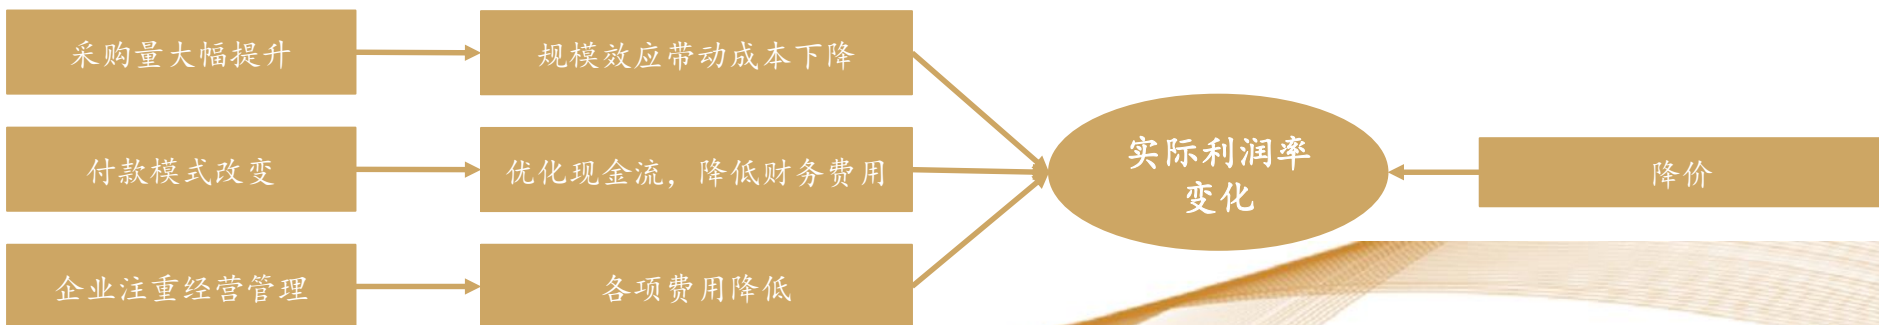 采购量大幅提升
规模效应带动成本下降
付款模式改变
优化现金流，降低财务费用
实际利润率
变化
降价
企业注重经营管理
各项费用降低